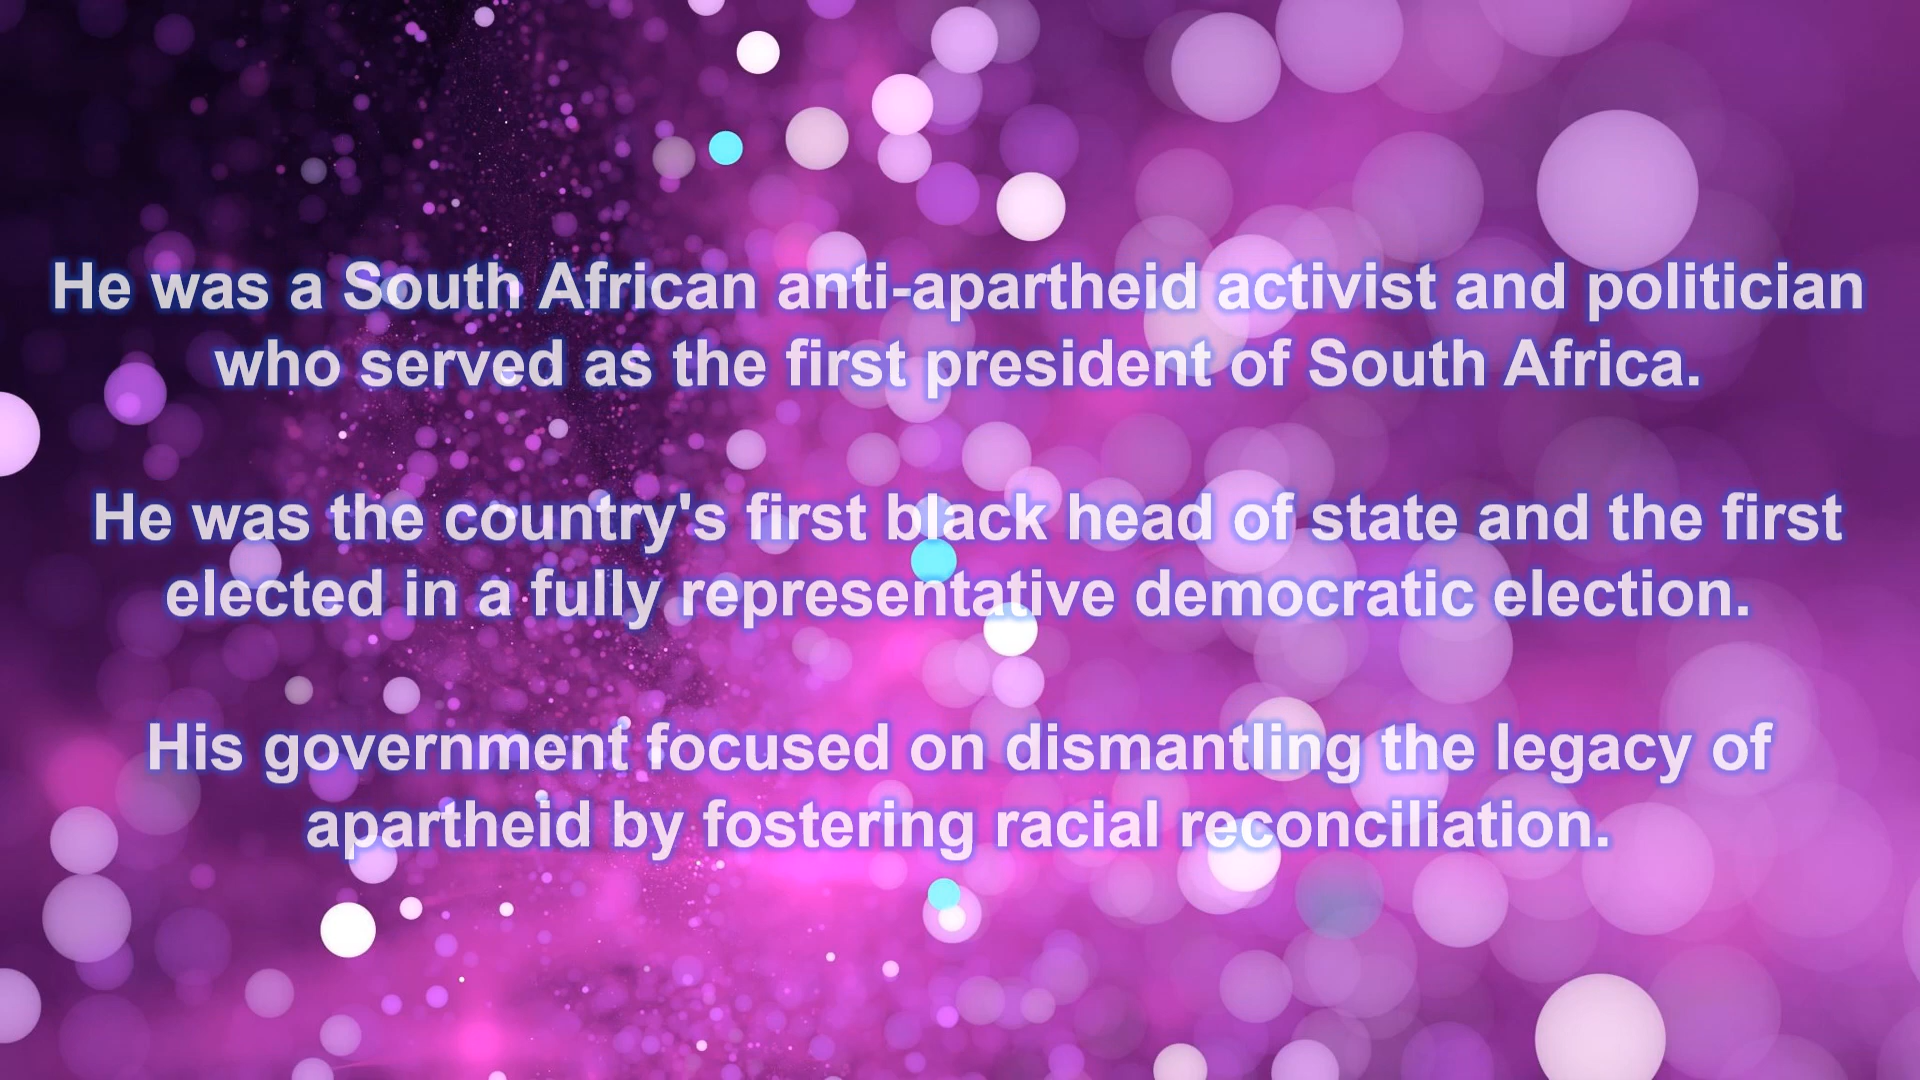 He was a South African anti-apartheid activist and politician
who served as the first president of South Africa.
He was the country's first black head of state and the first
elected in a fully representative democratic election.
His government focused on dismantling the legacy of
apartheid by fostering racial reconciliation.